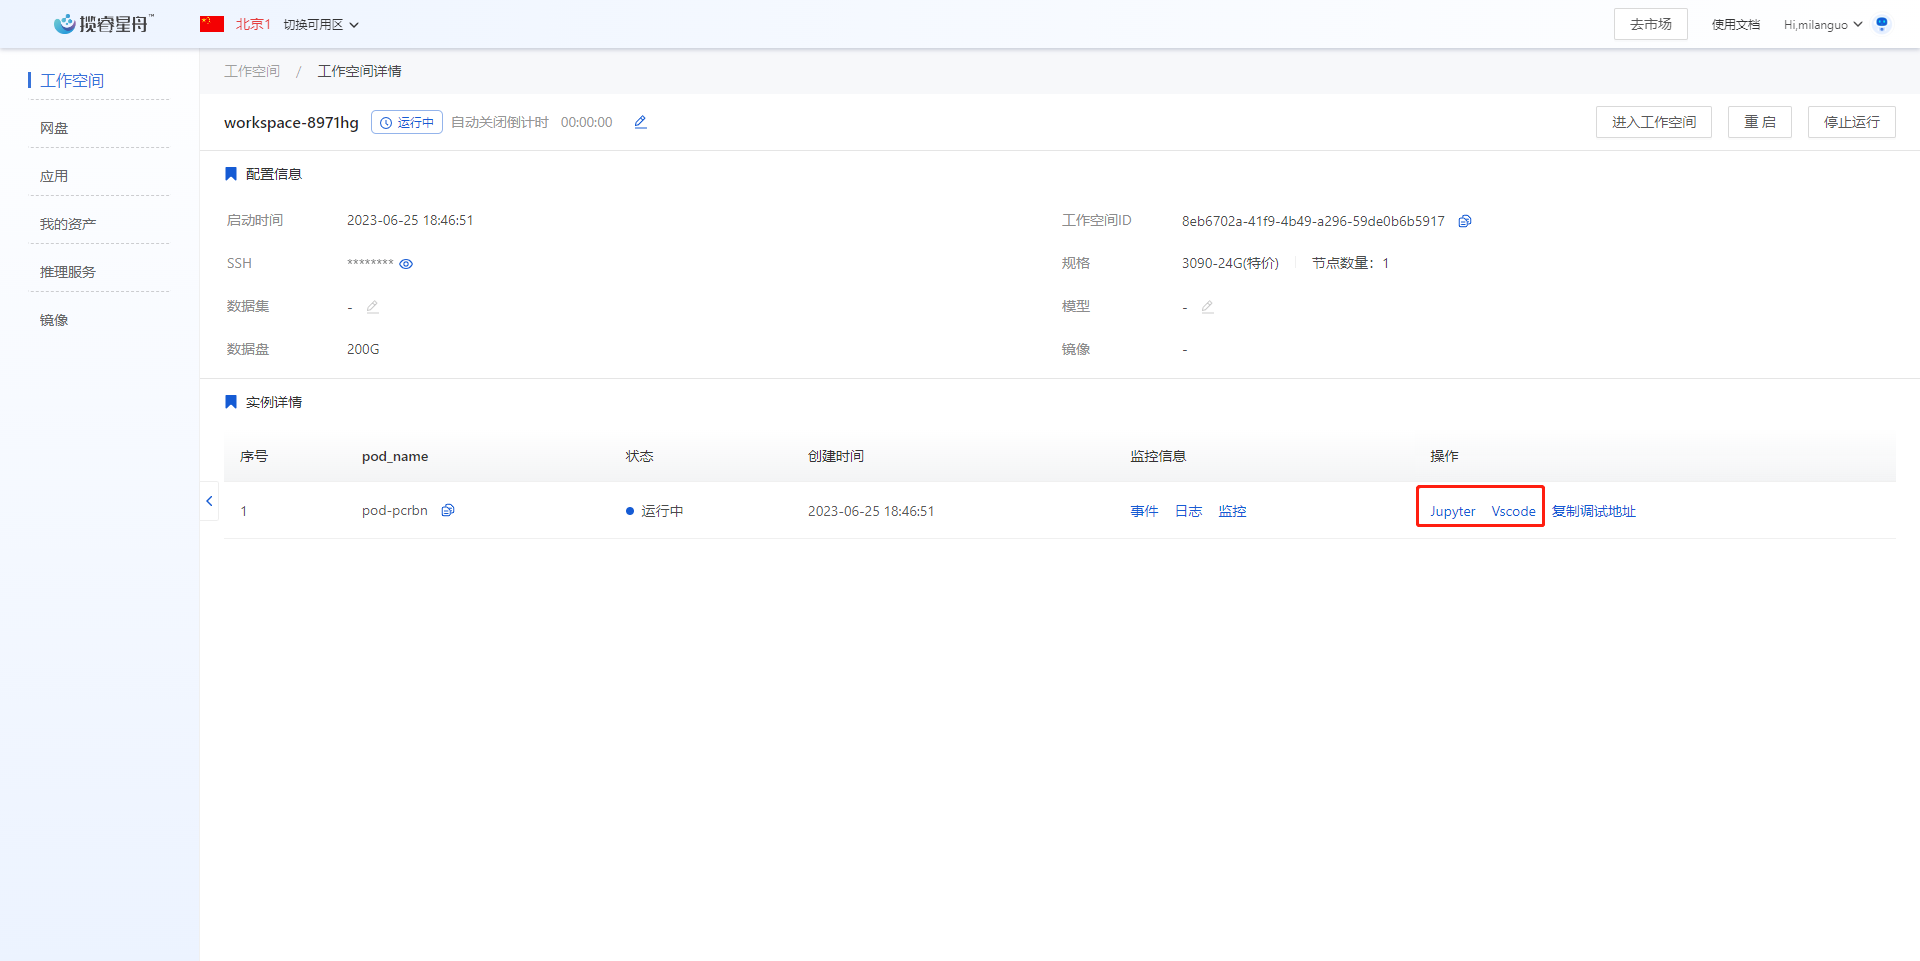 揽睿星舟™ 北京1 切换可用区 去市场 使用文档 Hi,milanguo
工作空间
网盘
应用
我的资产
推理服务
镜像
工作空间 / 工作空间详情
workspace-8971hg 运行中 自动关闭倒计时 00:00:00 进入工作空间 重 启 停止运行
配置信息
启动时间 2023-06-25 18:46:51 工作空间ID 8eb6702a-41f9-4b49-a296-59de0b6b5917
SSH ******** 规格 3090-24G(特价) 节点数量：1
数据集 - 模型 -
数据盘 200G 镜像 -
实例详情
序号 pod_name 状态 创建时间 监控信息 操作
1 pod-pcrbn 运行中 2023-06-25 18:46:51 事件 日志 监控 Jupyter Vscode 复制调试地址